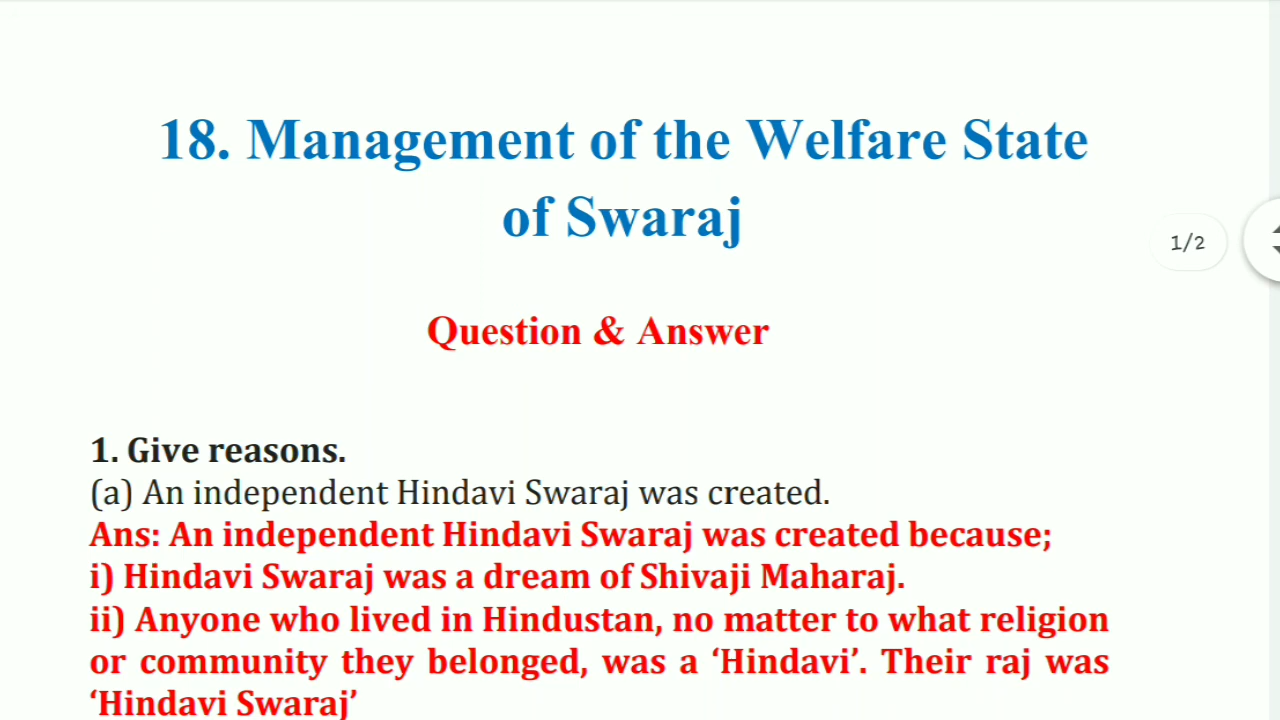 18. Management of the Welfare State
of Swaraj
1/2
Question & Answer
1. Give reasons.
(a) An independent Hindavi Swaraj was created.
Ans: An independent Hindavi Swaraj was created because;
i) Hindavi Swaraj was a dream of Shivaji Maharaj.
ii) Anyone who lived in Hindustan, no matter to what religion
or community they belonged, was a ‘Hindavi’. Their raj was
‘Hindavi Swaraj’